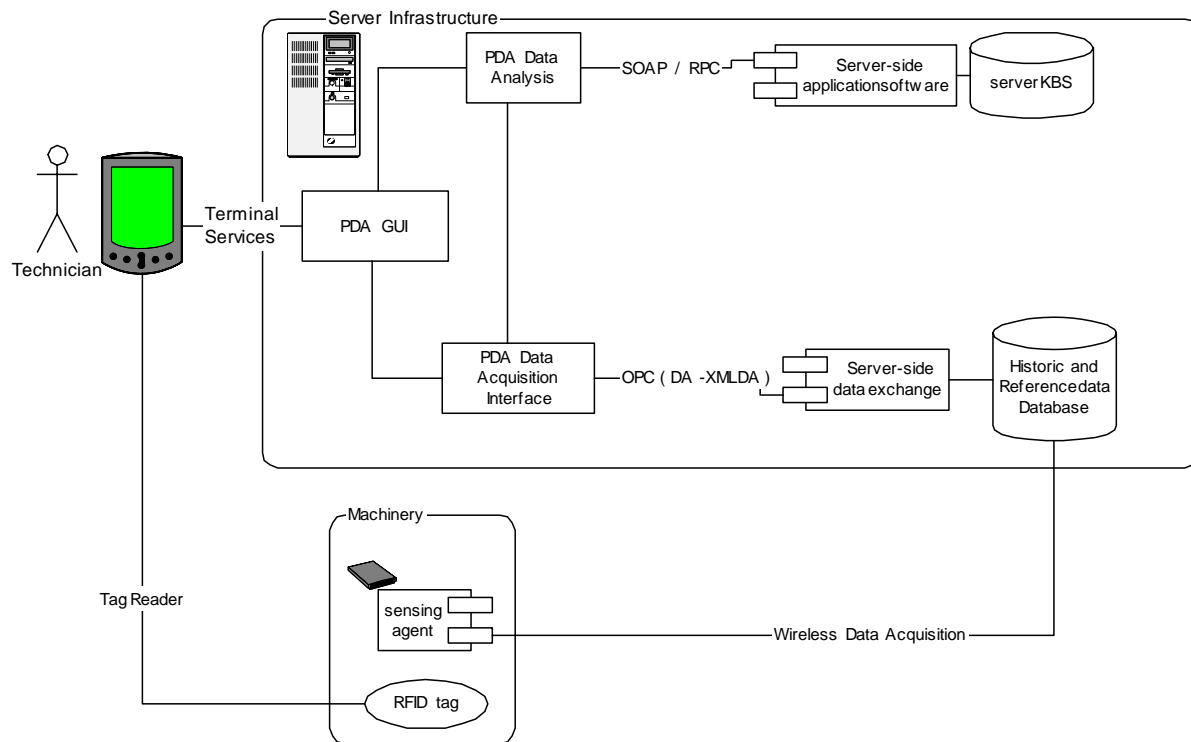 Server Infrastructure
PDA Data
Analysis
SOAP / RPC
Server-side
applicationsoftware
serverKBS
Technician
Terminal
Services
PDA GUI
PDA Data
Acquisition
Interface
OPC ( DA -XMLDA )
Server-side
data exchange
Historic and
Referencedata
Database
Machinery
sensing
agent
Tag Reader
Wireless Data Acquisition
RFID tag